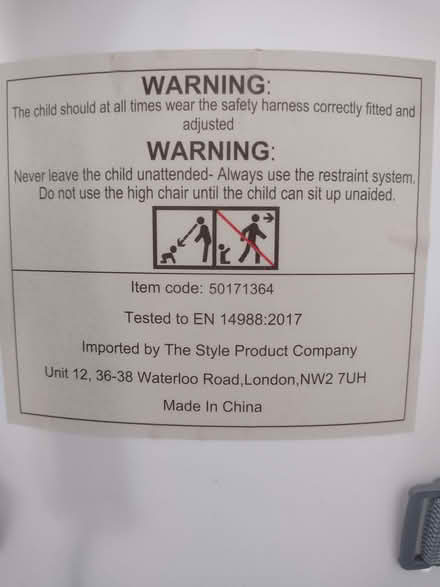 WARNING:
The child should at all times wear the safety harness correctly fitted and
adjusted
WARNING:
Never leave the child unattended- Always use the restraint system.
Do not use the high chair until the child can sit up unaided.
Item code: 50171364
Tested to EN 14988:2017
Imported by The Style Product Company
Unit 12, 36-38 Waterloo Road,London,NW2 7UH
Made In China